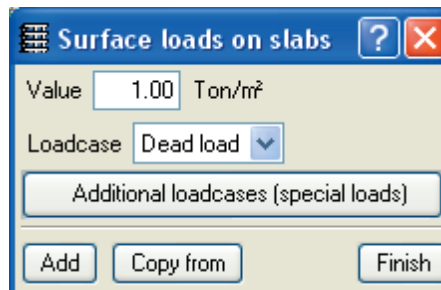 Surface loads on slabs ? X
Value 1.00 Ton/m²
Loadcase Dead load
Additional loadcases (special loads)
Add Copy from Finish